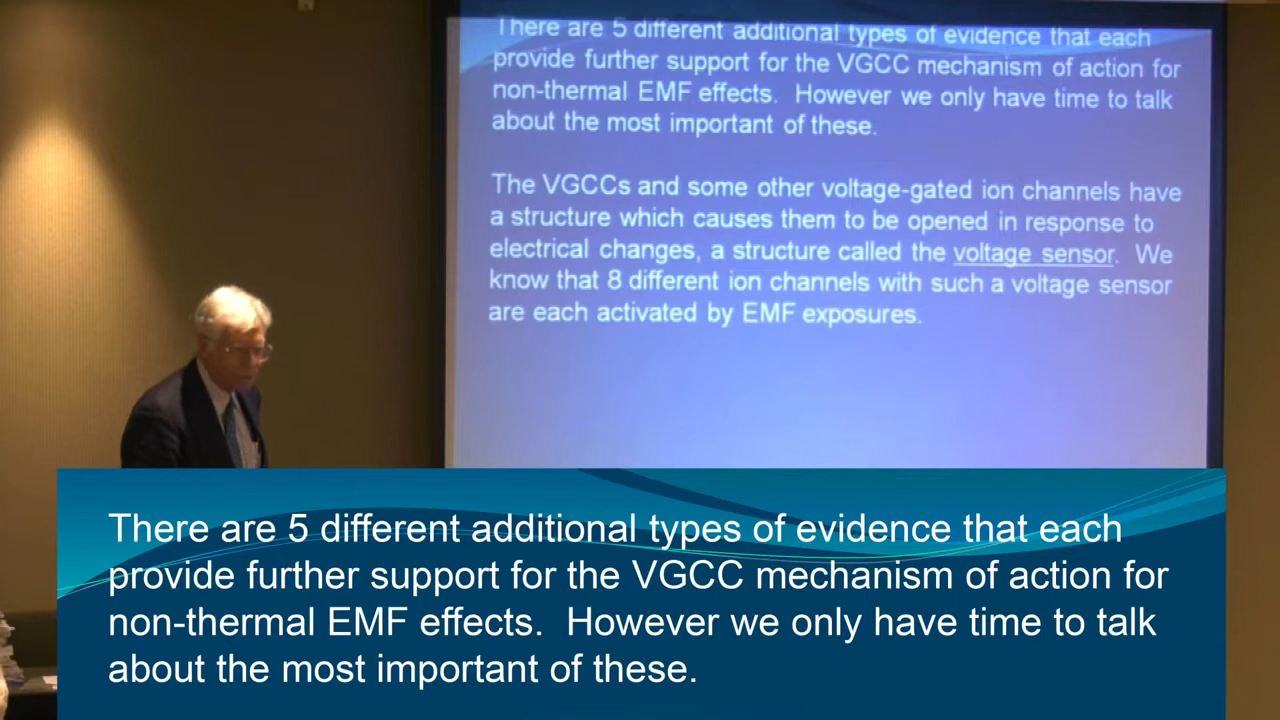 There are 5 different additional types of evidence that each
provide further support for the VGCC mechanism of action for
non-thermal EMF effects.  However we only have time to talk
about the most important of these.
The VGCCs and some other voltage-gated ion channels have
a structure which causes them to be opened in response to
electrical changes, a structure called the voltage sensor.  We
know that 8 different ion channels with such a voltage sensor
are each activated by EMF exposures.
There are 5 different additional types of evidence that each
provide further support for the VGCC mechanism of action for
non-thermal EMF effects.  However we only have time to talk
about the most important of these.